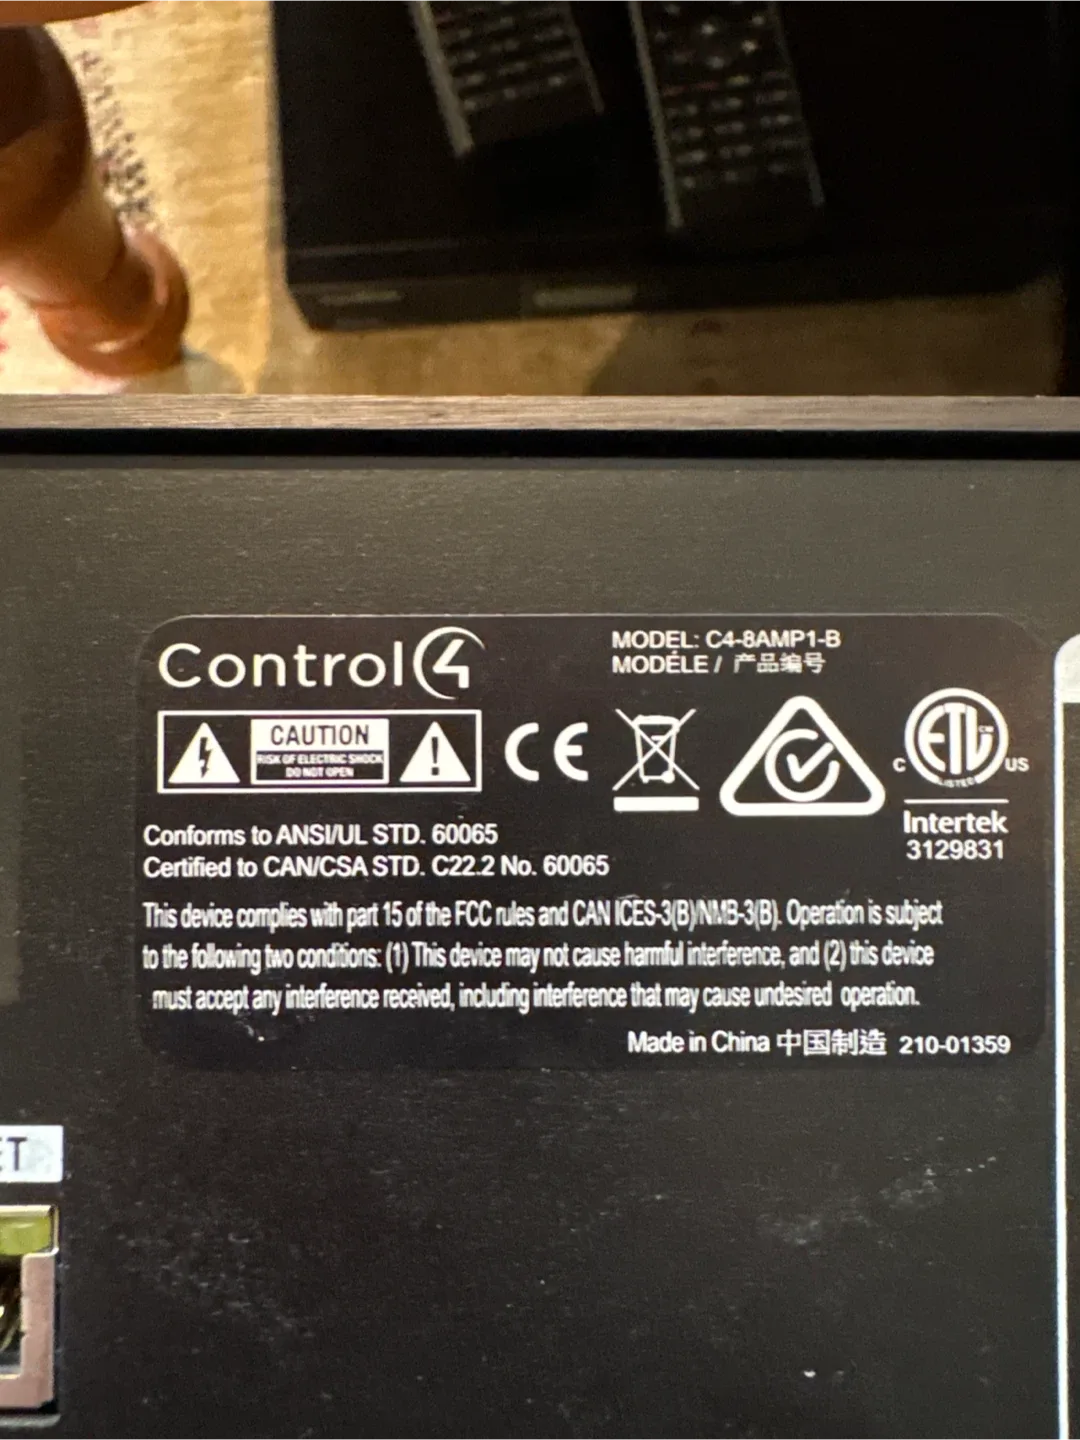 Control4
MODEL: C4-8AMP1-B
MODÈLE / 产品编号
CAUTION
RISK OF ELECTRIC SHOCK
DO NOT OPEN
CE
ETL CM
LISTED
C US
Intertek
3129831
Conforms to ANSI/UL STD. 60065
Certified to CAN/CSA STD. C22.2 No. 60065
This device complies with part 15 of the FCC rules and CAN ICES-3(B)/NMB-3(B). Operation is subject
to the following two conditions: (1) This device may not cause harmful interference, and (2) this device
must accept any interference received, including interference that may cause undesired operation.
Made in China 中国制造 210-01359
ET